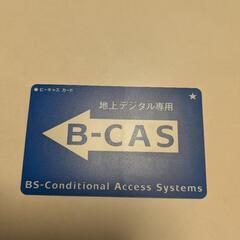 ■ビーキャス カード
★
地上デジタル専用
B-CAS
BS-Conditional Access Systems